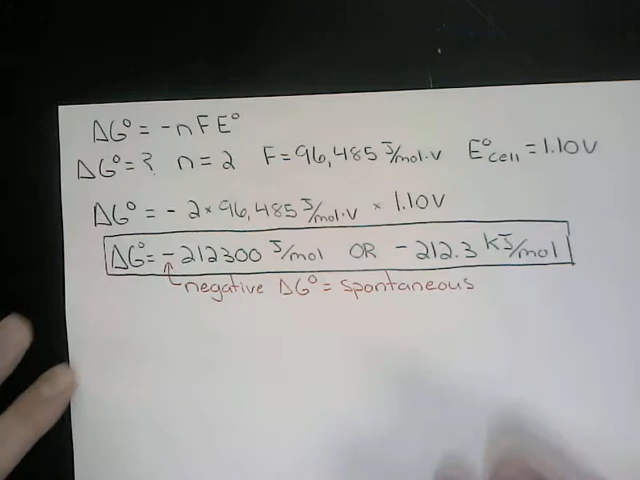 ΔG° = -nFE°
ΔG° = ? n = 2 F = 96,485 J/mol·V E°cell = 1.10V
ΔG° = - 2 × 96,485 J/mol·V × 1.10V
ΔG° = -212300 J/mol OR -212.3 kJ/mol
negative ΔG° = spontaneous